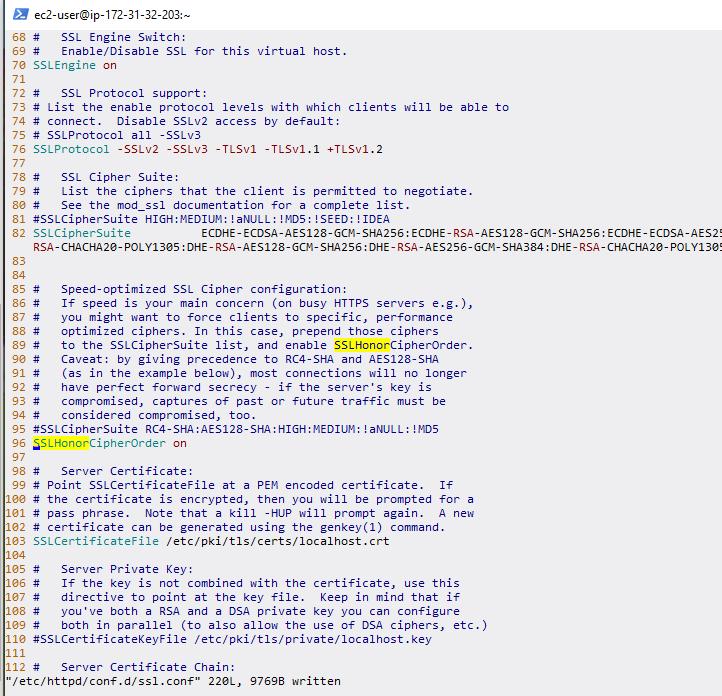 ec2-user@ip-172-31-32-203:~
68 #   SSL Engine Switch:
69 #   Enable/Disable SSL for this virtual host.
70 SSLEngine on
71
72 #   SSL Protocol support:
73 # List the enable protocol levels with which clients will be able to
74 # connect.  Disable SSLv2 access by default:
75 # SSLProtocol all -SSLv3
76 SSLProtocol -SSLv2 -SSLv3 -TLSv1 -TLSv1.1 +TLSv1.2
77
78 #   SSL Cipher Suite:
79 #   List the ciphers that the client is permitted to negotiate.
80 #   See the mod_ssl documentation for a complete list.
81 #SSLCipherSuite HIGH:MEDIUM:!aNULL:!MD5:!SEED:!IDEA
82 SSLCipherSuite          ECDHE-ECDSA-AES128-GCM-SHA256:ECDHE-RSA-AES128-GCM-SHA256:ECDHE-ECDSA-AES25
RSA-CHACHA20-POLY1305:DHE-RSA-AES128-GCM-SHA256:DHE-RSA-AES256-GCM-SHA384:DHE-RSA-CHACHA20-POLY1305
83
84
85 #   Speed-optimized SSL Cipher configuration:
86 #   If speed is your main concern (on busy HTTPS servers e.g.),
87 #   you might want to force clients to specific, performance
88 #   optimized ciphers. In this case, prepend those ciphers
89 #   to the SSLCipherSuite list, and enable SSLHonorCipherOrder.
90 #   Caveat: by giving precedence to RC4-SHA and AES128-SHA
91 #   (as in the example below), most connections will no longer
92 #   have perfect forward secrecy - if the server's key is
93 #   compromised, captures of past or future traffic must be
94 #   considered compromised, too.
95 #SSLCipherSuite RC4-SHA:AES128-SHA:HIGH:MEDIUM:!aNULL:!MD5
96 SSLHonorCipherOrder on
97
98 #   Server Certificate:
99 # Point SSLCertificateFile at a PEM encoded certificate.  If
100 # the certificate is encrypted, then you will be prompted for a
101 # pass phrase.  Note that a kill -HUP will prompt again.  A new
102 # certificate can be generated using the genkey(1) command.
103 SSLCertificateFile /etc/pki/tls/certs/localhost.crt
104
105 #   Server Private Key:
106 #   If the key is not combined with the certificate, use this
107 #   directive to point at the key file.  Keep in mind that if
108 #   you've both a RSA and a DSA private key you can configure
109 #   both in parallel (to also allow the use of DSA ciphers, etc.)
110 #SSLCertificateKeyFile /etc/pki/tls/private/localhost.key
111
112 #   Server Certificate Chain:
"/etc/httpd/conf.d/ssl.conf" 220L, 9769B written